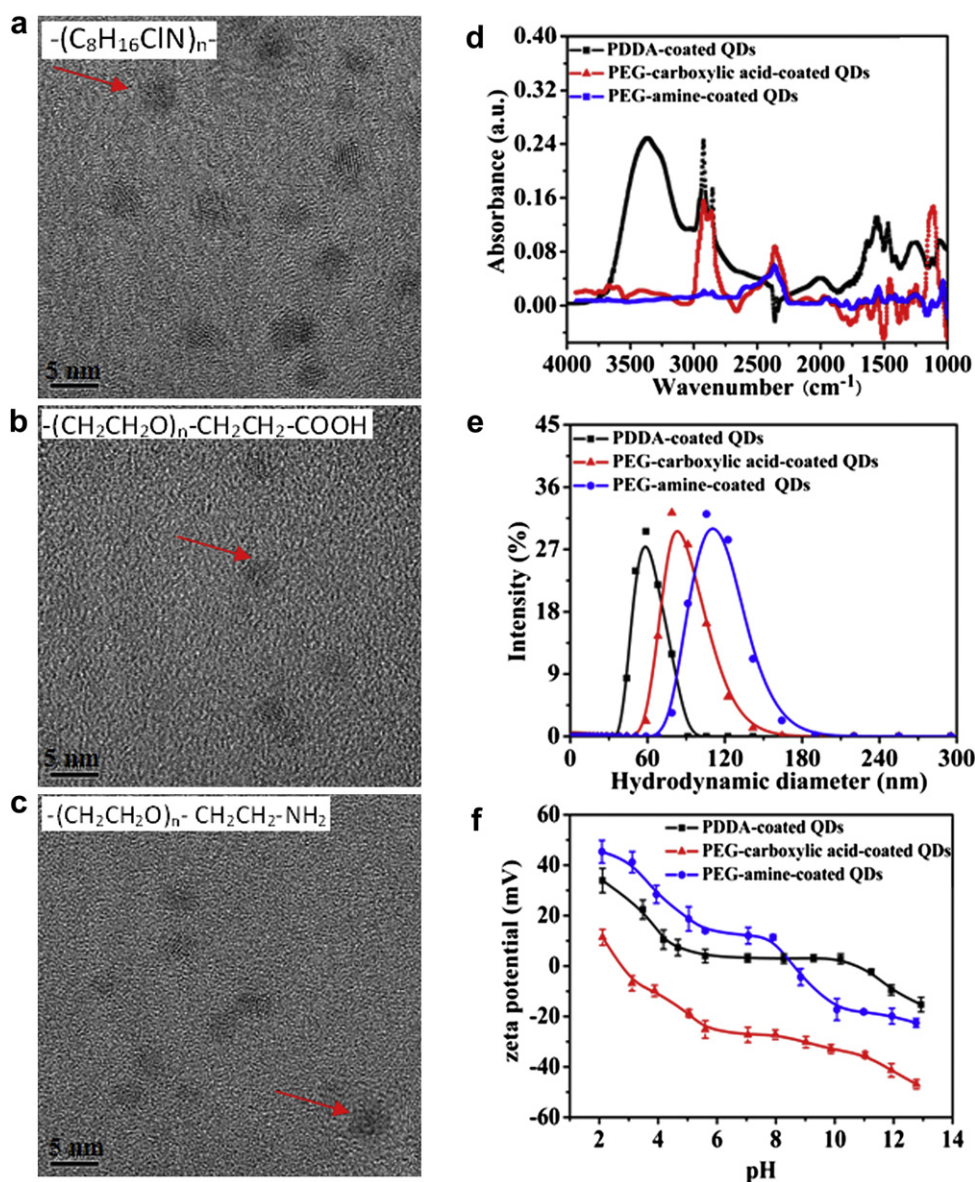 a
-(C₈H₁₆ClN)ₙ-
5 nm
b
-(CH₂CH₂O)ₙ-CH₂CH₂-COOH
5 nm
c
-(CH₂CH₂O)ₙ- CH₂CH₂-NH₂
5 nm
d
PDDA-coated QDs
PEG-carboxylic acid-coated QDs
PEG-amine-coated QDs
Absorbance (a.u.)
0.40
0.32
0.24
0.16
0.08
0.00
4000 3500 3000 2500 2000 1500 1000
Wavenumber (cm⁻¹)
e
PDDA-coated QDs
PEG-carboxylic acid-coated QDs
PEG-amine-coated QDs
Intensity (%)
45
36
27
18
9
0
0 60 120 180 240 300
Hydrodynamic diameter (nm)
f
PDDA-coated QDs
PEG-carboxylic acid-coated QDs
PEG-amine-coated QDs
zeta potential (mV)
60
40
20
0
-20
-40
-60
2 4 6 8 10 12 14
pH